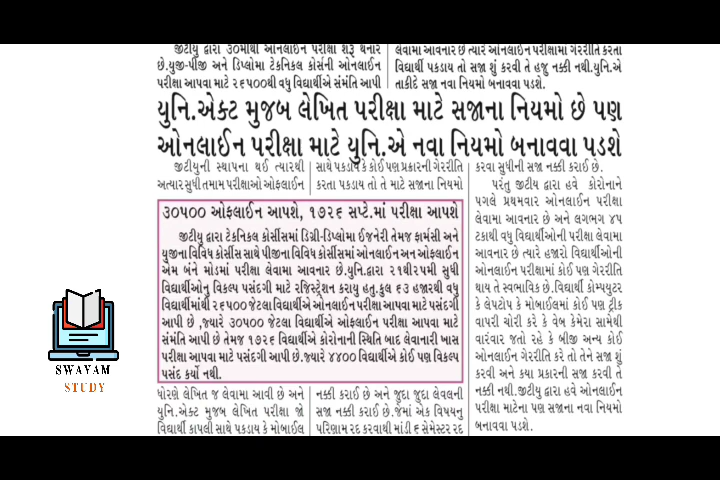 જીટીયુ દ્વારા ૩૦મીથી ઓનલાઈન પરીક્ષા શરૂ થનાર
છે.યુજી-પીજી અને ડિપ્લોમા ટેકનિકલ કોર્સની ઓનલાઈન
પરીક્ષા આપવા માટે ૨૬૫૦૦થી વધુ વિદ્યાર્થીએ સંમતિ આપી
લેવામાં આવનાર છે ત્યારે ઓનલાઈન પરીક્ષામાં ગેરરીતિ કરતા
વિદ્યાર્થી પકડાય તો સજા શું કરવી તે હજુ નક્કી નથી.યુનિ.એ
તાકીદે સજા નવા નિયમો બનાવવા પડશે.
યુનિ.એક્ટ મુજબ લેખિત પરીક્ષા માટે સજાના નિયમો છે પણ
ઓનલાઈન પરીક્ષા માટે યુનિ.એ નવા નિયમો બનાવવા પડશે
જીટીયુની સ્થાપના થઈ ત્યારથી
અત્યાર સુધી તમામ પરીક્ષાઓ ઓફલાઈન
સાથે પકડાય કે કોઈ પણ પ્રકારની ગેરરીતિ
કરતા પકડાય તો તે માટે સજાના નિયમો
૩૦૫૦૦ ઓફલાઈન આપશે, ૧૭૨૬ સપ્ટે.માં પરીક્ષા આપશે
જીટીયુ દ્વારા ટેકનિકલ કોર્સીસમાં ડિગ્રી-ડિપ્લોમા ઈજનેરી તેમજ ફાર્મસી અને
યુજીના વિવિધ કોર્સીસ સાથે પીજીના વિવિધ કોર્સીસમાં ઓનલાઈન અન ઓફલાઈન
એમ બંને મોડમાં પરીક્ષા લેવામા આવનાર છે.યુનિ.દ્વારા ૨૧થી૨૫મી સુધી
વિદ્યાર્થીઓનુ વિકલ્પ પસંદગી માટે રજિસ્ટ્રેશન કરાયુ હતુ.કુલ ૬૩ હજારથી વધુ
વિદ્યાર્થીમાંથી ૨૬૫૦૦ જેટલા વિદ્યાર્થીએ ઓનલાઈન પરીક્ષા આપવા માટે પસંદગી
આપી છે ,જ્યારે ૩૦૫૦૦ જેટલા વિદ્યાર્થીએ ઓફલાઈન પરીક્ષા આપવા માટે
સંમતિ આપી છે તેમજ ૧૭૨૬ વિદ્યાર્થીએ કોરોનાની સ્થિતિ બાદ લેવાનારી ખાસ
પરીક્ષા આપવા માટે પસંદગી આપી છે.જ્યારે ૪૪૦૦ વિદ્યાર્થીએ કોઈ પણ વિકલ્પ
પસંદ કર્યો નથી.
ધોરણે લેખિત જ લેવામા આવી છે અને
યુનિ.એક્ટ મુજબ લેખિત પરીક્ષા જો
વિદ્યાર્થી કાપલી સાથે પકડાય કે મોબાઈલ
નક્કી કરાઈ છે અને જુદા જુદા લેવલની
સજા નક્કી કરાઈ છે.જેમાં એક વિષયનુ
પરિણામ રદ કરવાથી માંડી ૬ સેમેસ્ટર રદ
કરવા સુધીની સજા નક્કી કરાઈ છે.
પરંતુ જીટીયુ દ્વારા હવે કોરોનાને
પગલે પ્રથમવાર ઓનલાઈન પરીક્ષા
લેવામા આવનાર છે અને લગભગ ૪૫
ટકાથી વધુ વિદ્યાર્થીઓની પરીક્ષા લેવામા
આવનાર છે ત્યારે હજારો વિદ્યાર્થીઓની
ઓનલાઈન પરીક્ષામાં કોઈ પણ ગેરરીતિ
થાય તે સ્વભાવિક છે.વિદ્યાર્થી કોમ્પ્યુટર
કે લેપટોપ કે મોબાઈલમાં કોઈ પણ ટ્રીક
વાપરી ચોરી કરે કે વેબ કેમેરા સામેથી
વારંવાર જતો રહે કે બીજી અન્ય કોઈ
ઓનલાઈન ગેરરીતિ કરે તો તેને સજા શું
કરવી અને કયા પ્રકારની સજા કરવી તે
નક્કી નથી.જીટીયુ દ્વારા હવે ઓનલાઈન
પરીક્ષા માટેના પણ સજાના નવા નિયમો
બનાવવા પડશે.
SWAYAM
STUDY